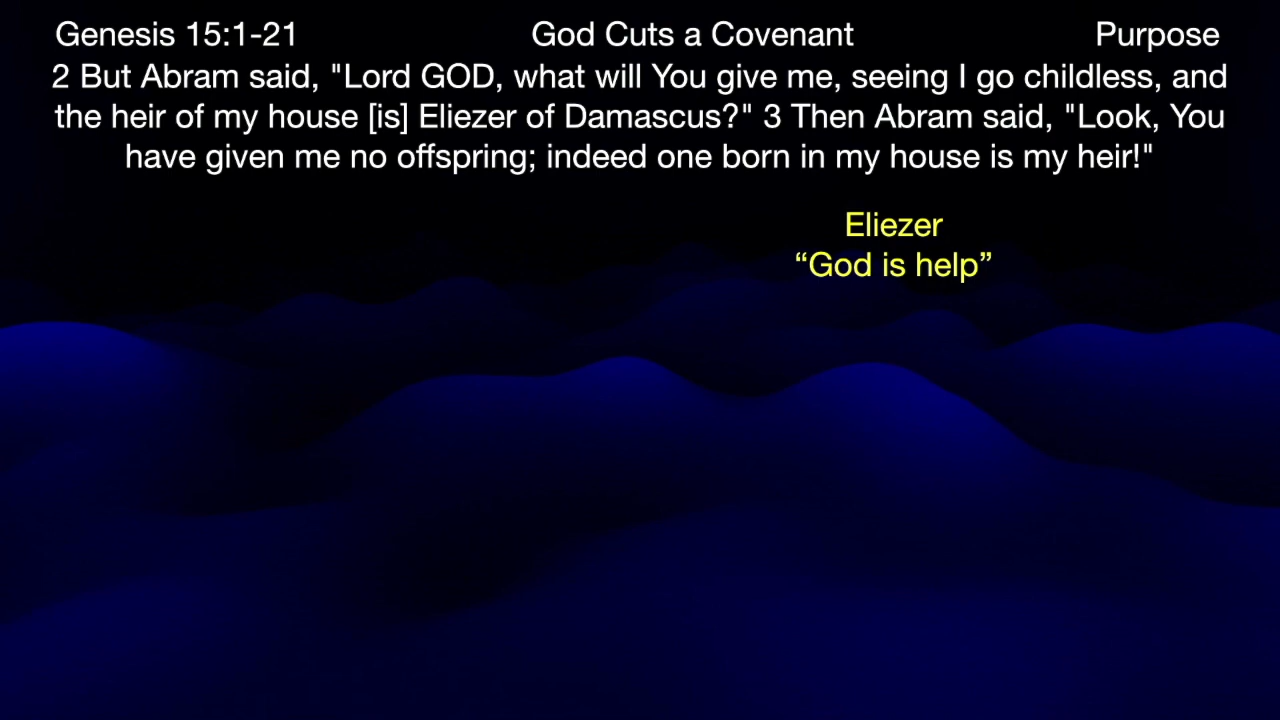 Genesis 15:1-21 God Cuts a Covenant Purpose
2 But Abram said, "Lord GOD, what will You give me, seeing I go childless, and
the heir of my house [is] Eliezer of Damascus?" 3 Then Abram said, "Look, You
have given me no offspring; indeed one born in my house is my heir!"
Eliezer
“God is help”